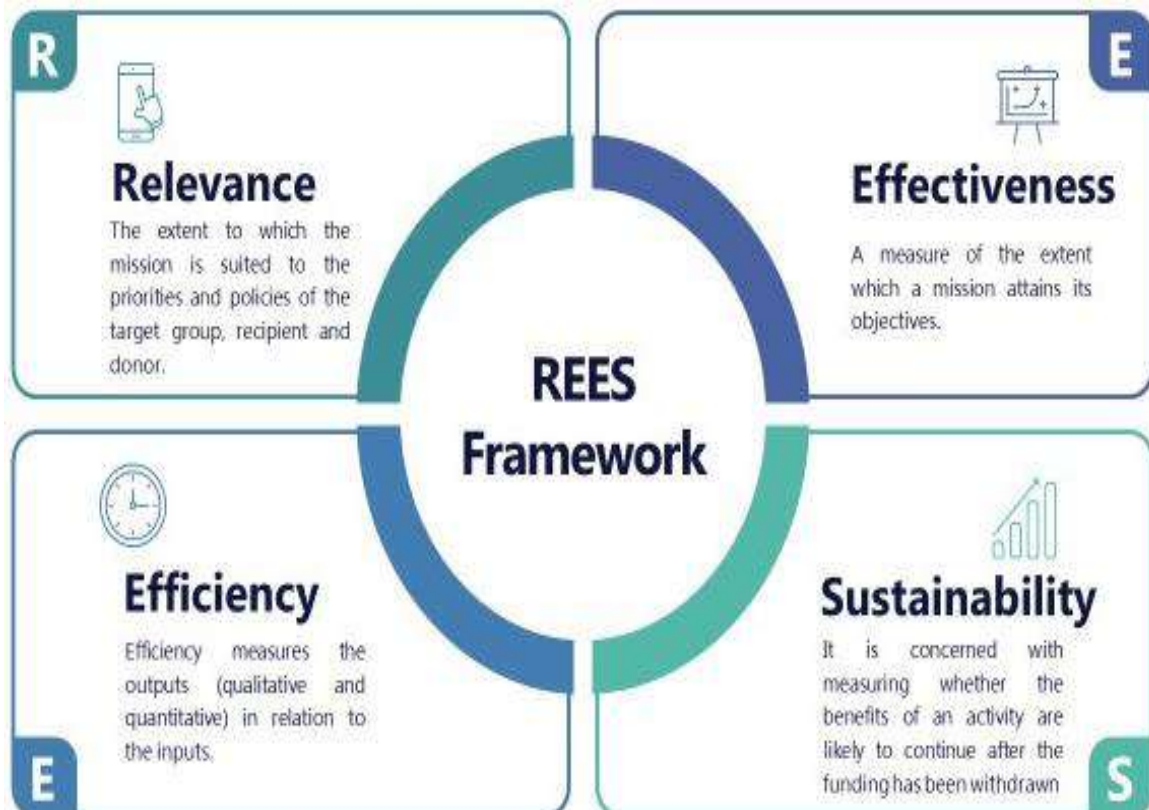 R
Relevance
The extent to which the
mission is suited to the
priorities and policies of the
target group, recipient and
donor.
E
Effectiveness
A measure of the extent
which a mission attains its
objectives.
REES
Framework
E
Efficiency
Efficiency measures the
outputs (qualitative and
quantitative) in relation to
the inputs.
S
Sustainability
It is concerned with
measuring whether the
benefits of an activity are
likely to continue after the
funding has been withdrawn